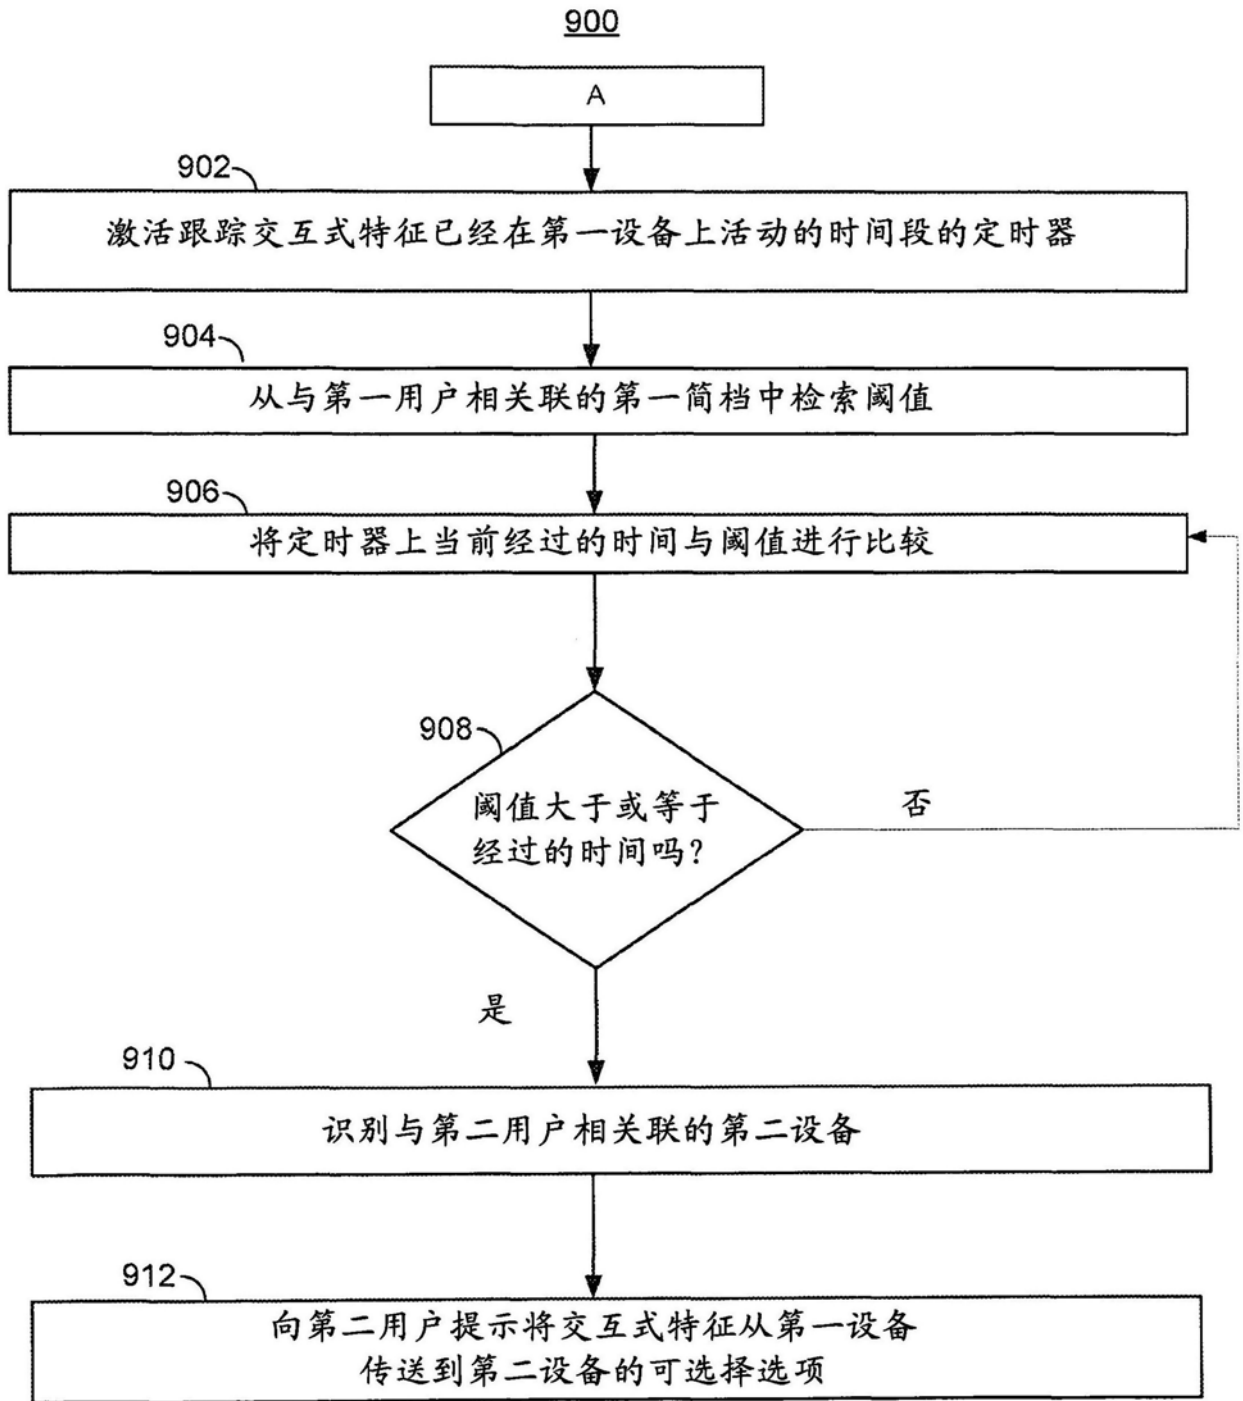 900
A
902
激活跟踪交互式特征已经在第一设备上活动的时间段的定时器
904
从与第一用户相关联的第一简档中检索阈值
906
将定时器上当前经过的时间与阈值进行比较
908
阈值大于或等于
经过的时间吗?
否
是
910
识别与第二用户相关联的第二设备
912
向第二用户提示将交互式特征从第一设备
传送到第二设备的可选择选项